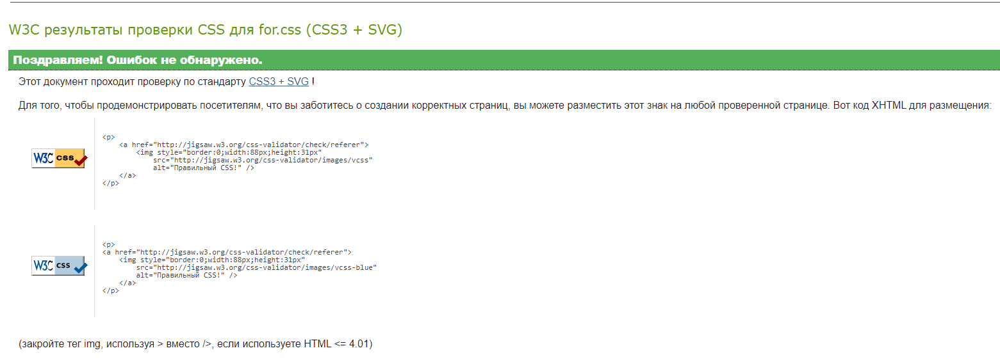 W3C результаты проверки CSS для for.css (CSS3 + SVG)
Поздравляем! Ошибок не обнаружено.
Этот документ проходит проверку по стандарту CSS3 + SVG !
Для того, чтобы продемонстрировать посетителям, что вы заботитесь о создании корректных страниц, вы можете разместить этот знак на любой проверенной странице. Вот код XHTML для размещения:
W3C css
<p>
    <a href="http://jigsaw.w3.org/css-validator/check/referer">
        <img style="border:0;width:88px;height:31px"
            src="http://jigsaw.w3.org/css-validator/images/vcss"
            alt="Правильный CSS!" />
    </a>
</p>
W3C css
<p>
<a href="http://jigsaw.w3.org/css-validator/check/referer">
    <img style="border:0;width:88px;height:31px"
        src="http://jigsaw.w3.org/css-validator/images/vcss-blue"
        alt="Правильный CSS!" />
    </a>
</p>
(закройте тег img, используя > вместо />, если используете HTML <= 4.01)